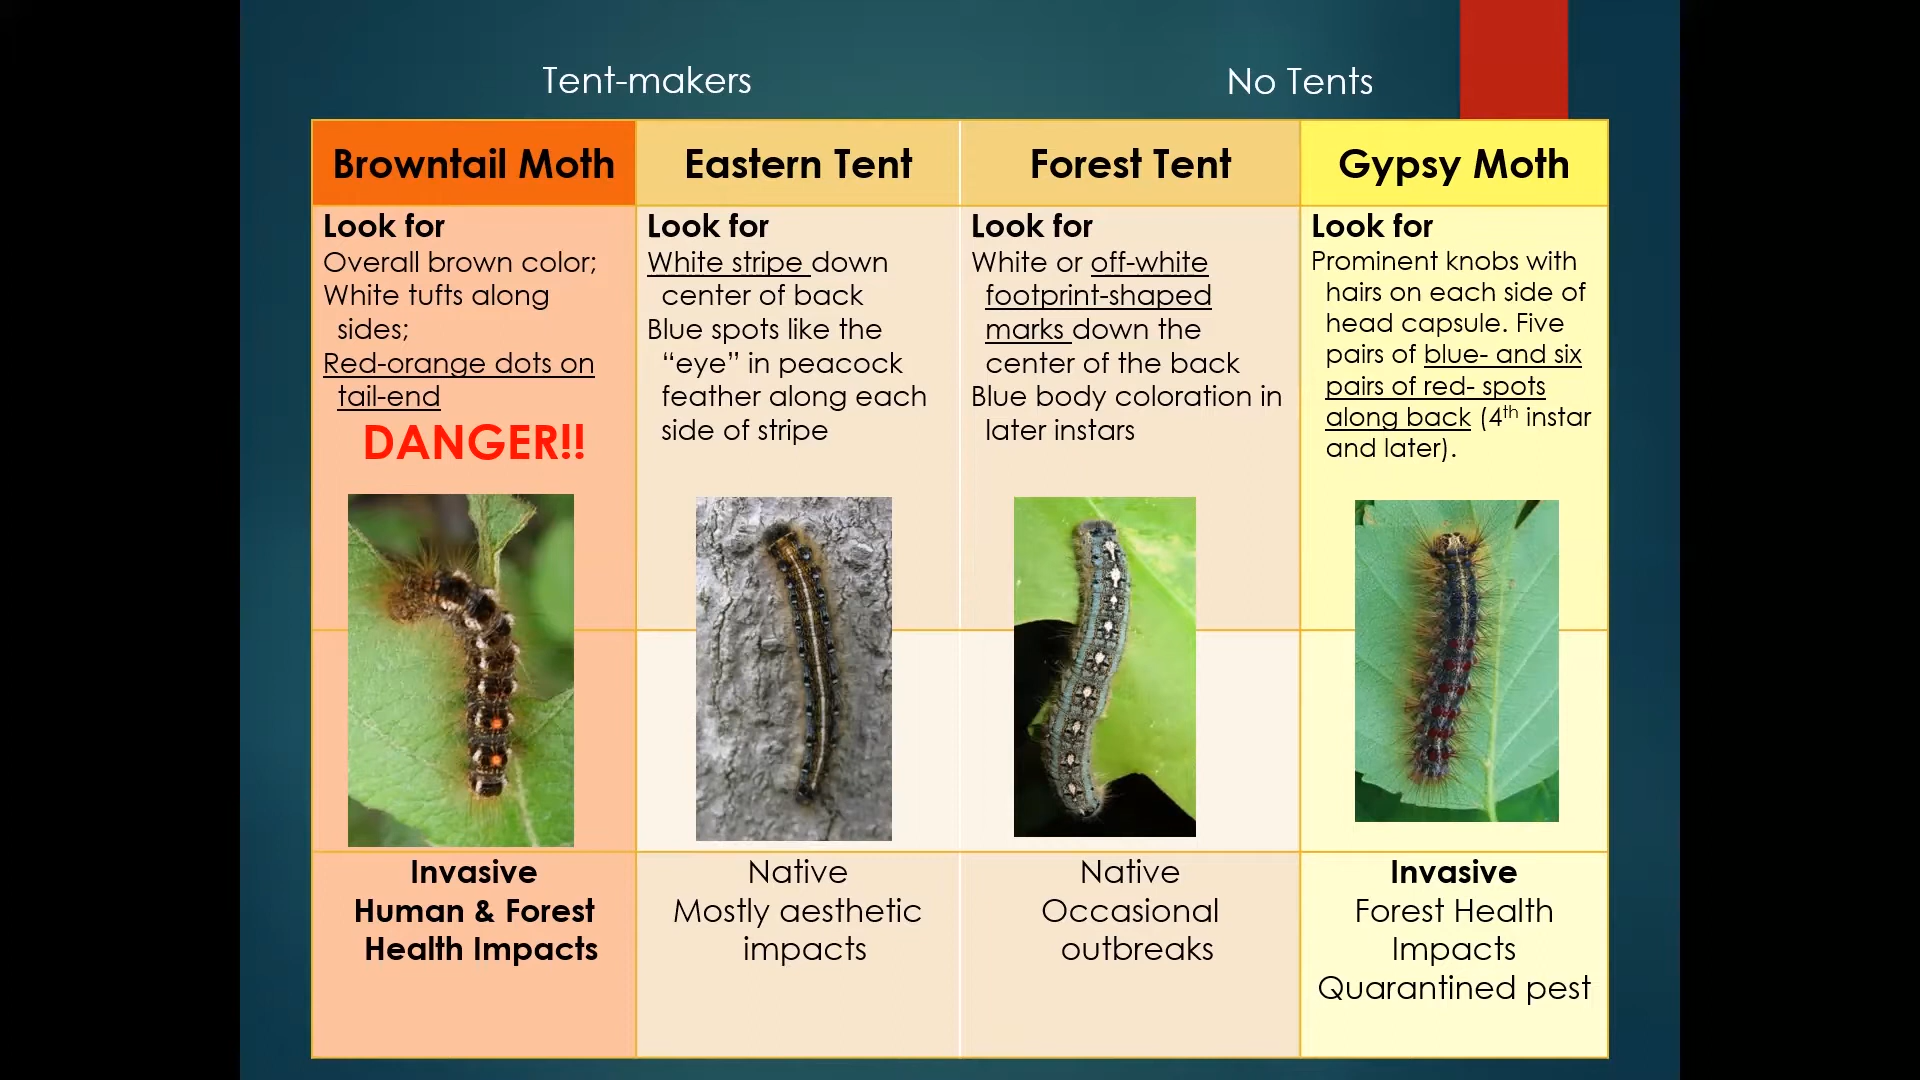 Tent-makers
No Tents
Browntail Moth
Eastern Tent
Forest Tent
Gypsy Moth
Look for
Overall brown color;
White tufts along
sides;
Red-orange dots on
tail-end
DANGER!!
Look for
White stripe down
center of back
Blue spots like the
“eye” in peacock
feather along each
side of stripe
Look for
White or off-white
footprint-shaped
marks down the
center of the back
Blue body coloration in
later instars
Look for
Prominent knobs with
hairs on each side of
head capsule. Five
pairs of blue- and six
pairs of red- spots
along back (4th instar
and later).
Invasive
Human & Forest
Health Impacts
Native
Mostly aesthetic
impacts
Native
Occasional
outbreaks
Invasive
Forest Health
Impacts
Quarantined pest